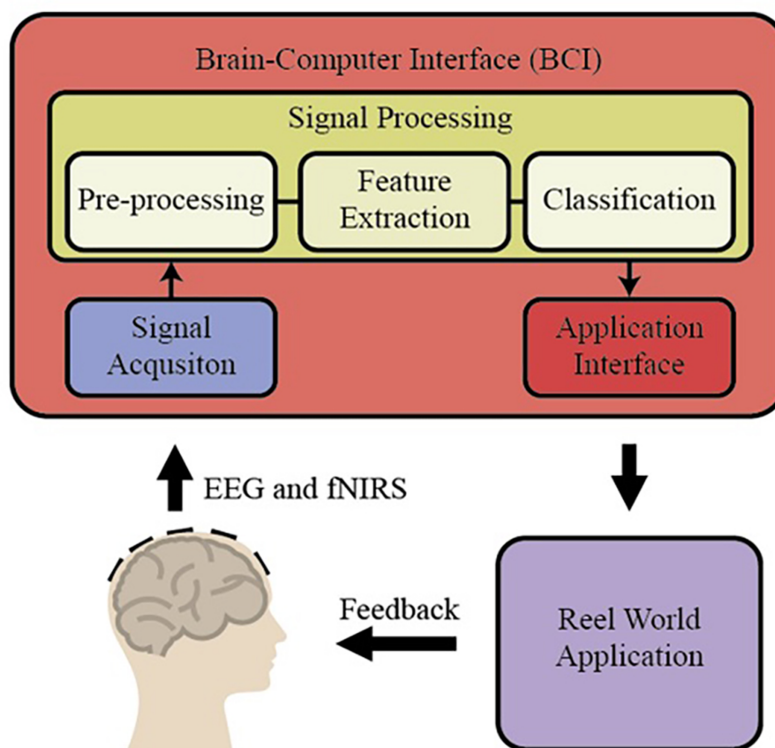 Brain-Computer Interface (BCI)
Signal Processing
Pre-processing
Feature
Extraction
Classification
Signal
Acqusiton
Application
Interface
EEG and fNIRS
Feedback
Reel World
Application